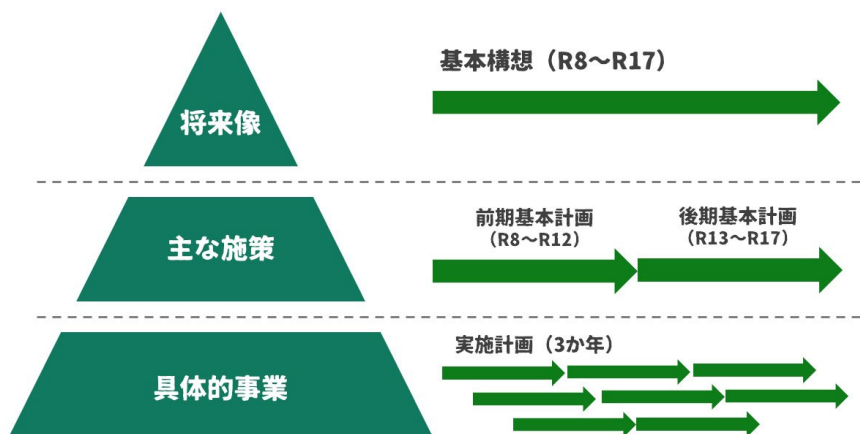 基本構想（R8～R17）
将来像
前期基本計画
（R8～R12）
後期基本計画
（R13～R17）
主な施策
実施計画（3か年）
具体的事業